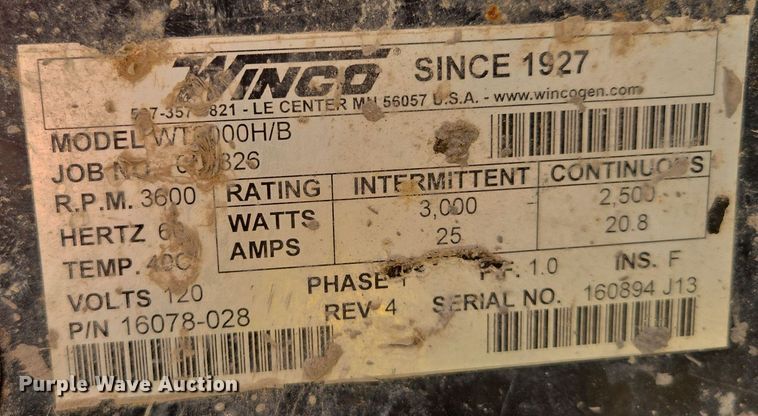 WINCO® SINCE 1927
LE CENTER MN 56057 U.S.A. - www.wincogen.com
MODEL
JOB NO.
R.P.M. 3600
HERTZ 60
TEMP.
VOLTS 120
P/N 16078-028
RATING INTERMITTENT CONTINUOUS
WATTS 3,000 2,500
AMPS 25 20.8
PHASE 1 P.F. 1.0 INS. F
REV 4 SERIAL NO. 160894 J13
Purple Wave Auction